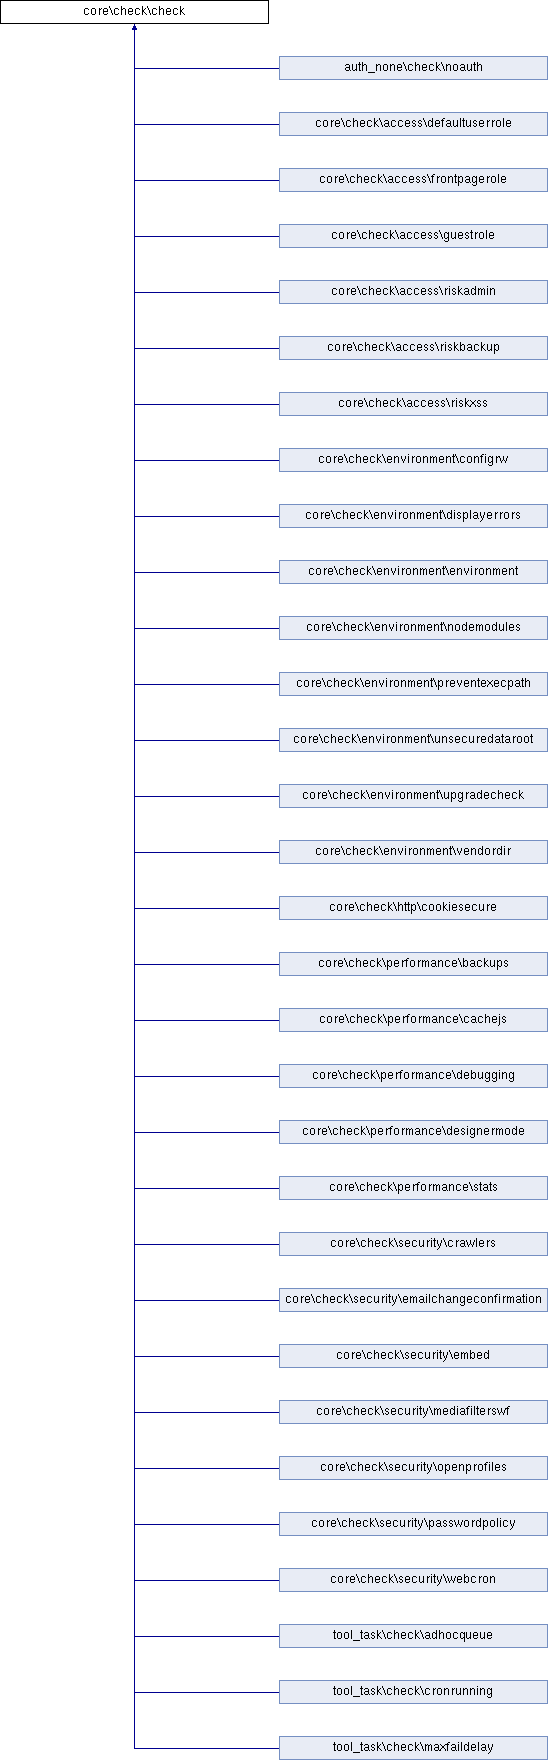 core\check\check
auth_none\check\noauth
core\check\access\defaultuserrole
core\check\access\frontpagerole
core\check\access\guestrole
core\check\access\riskadmin
core\check\access\riskbackup
core\check\access\riskxss
core\check\environment\configrw
core\check\environment\displayerrors
core\check\environment\environment
core\check\environment\nodemodules
core\check\environment\preventexecpath
core\check\environment\unsecuredataroot
core\check\environment\upgradecheck
core\check\environment\vendordir
core\check\http\cookiesecure
core\check\performance\backups
core\check\performance\cachejs
core\check\performance\debugging
core\check\performance\designermode
core\check\performance\stats
core\check\security\crawlers
core\check\security\emailchangeconfirmation
core\check\security\embed
core\check\security\mediafilterswf
core\check\security\openprofiles
core\check\security\passwordpolicy
core\check\security\webcron
tool_task\check\adhocqueue
tool_task\check\cronrunning
tool_task\check\maxfaildelay